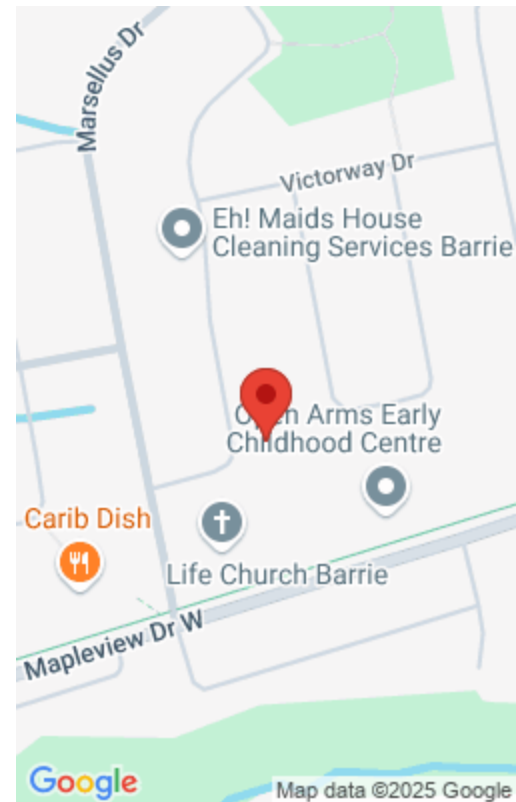 Marsellus Dr
Victorway Dr
Eh! Maids House
Cleaning Services Barrie
Open Arms Early
Childhood Centre
Carib Dish
Life Church Barrie
Mapleview Dr W
Google
Map data ©2025 Google